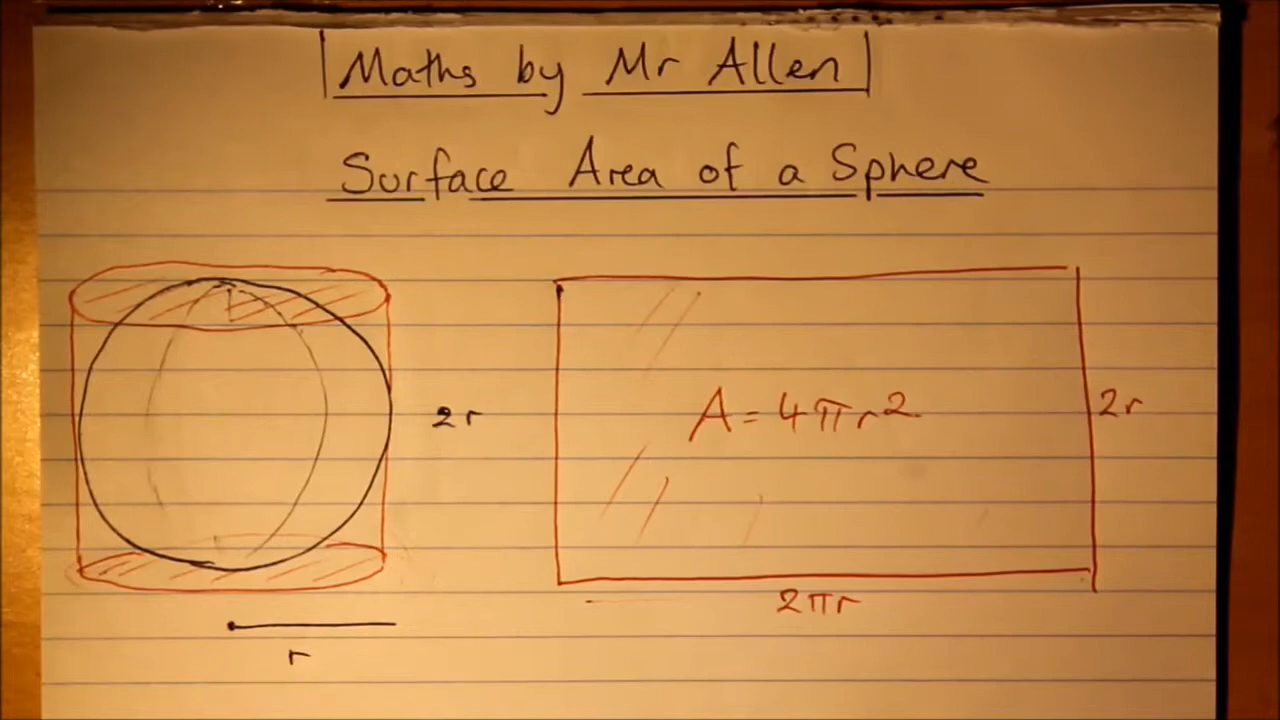 Maths by Mr Allen
Surface Area of a Sphere
2r
A = 4πr²
2r
2πr
r